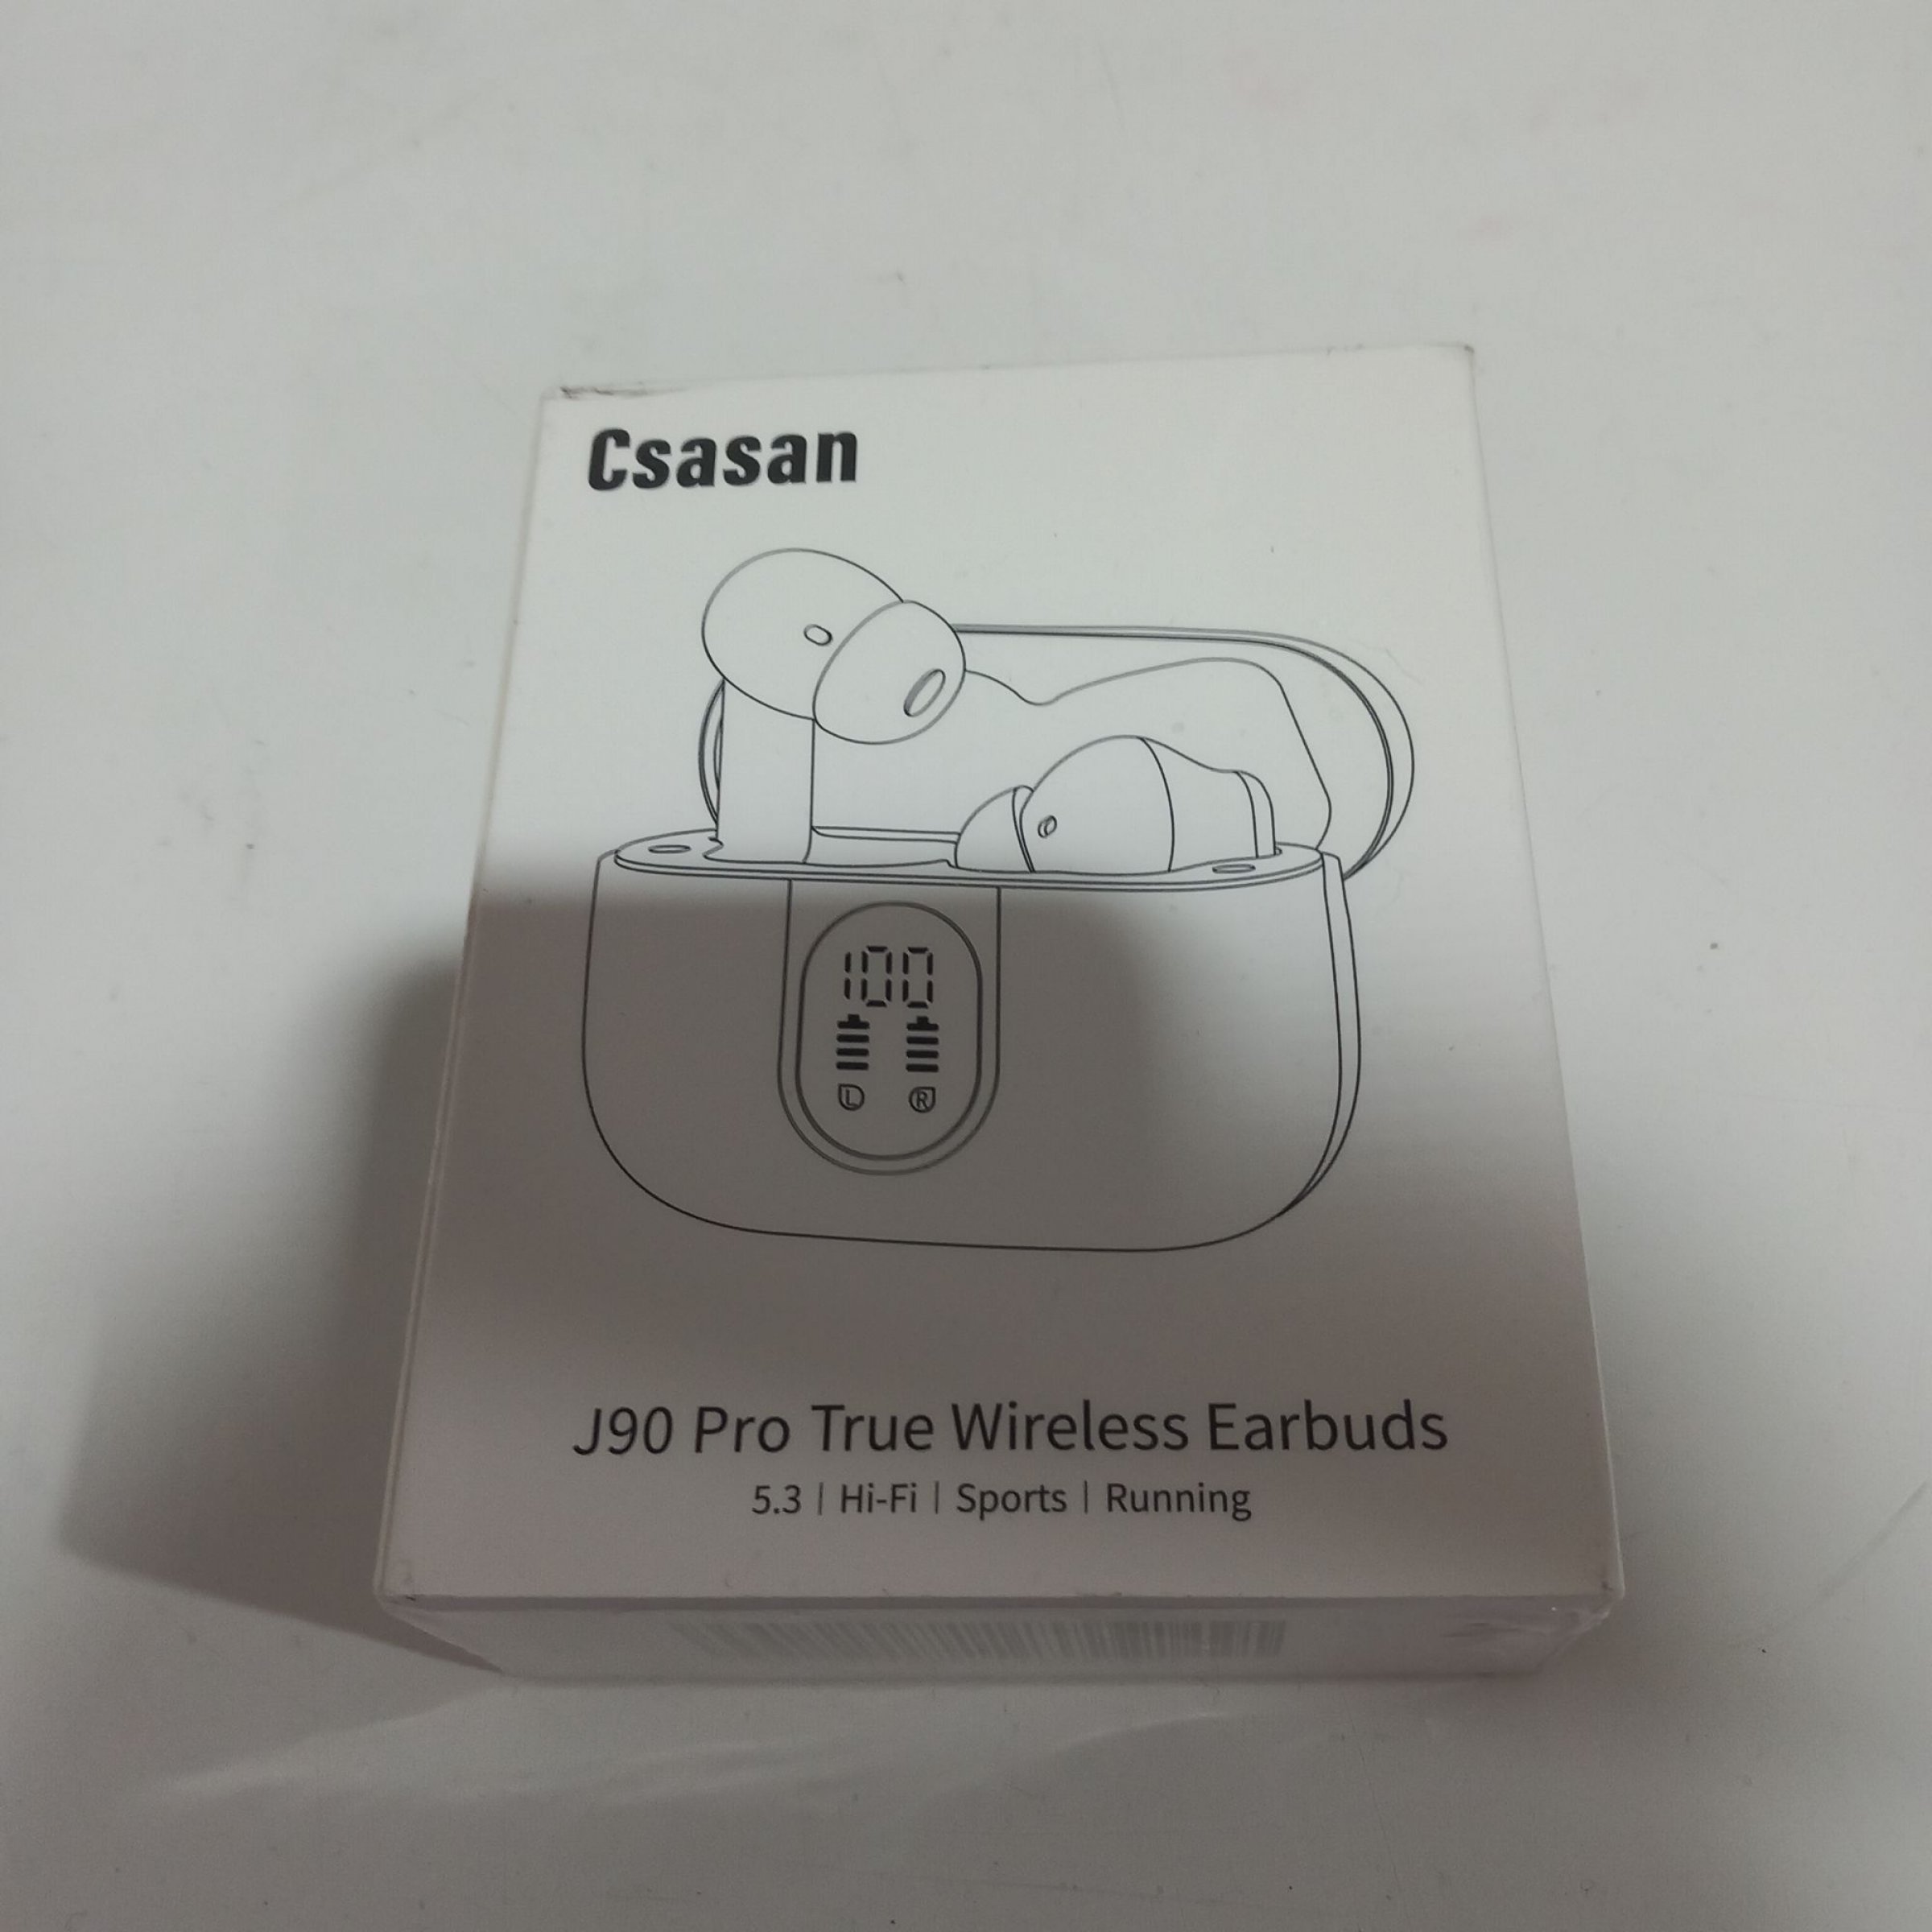 Csasan
100
L R
J90 Pro True Wireless Earbuds
5.3 | Hi-Fi | Sports | Running